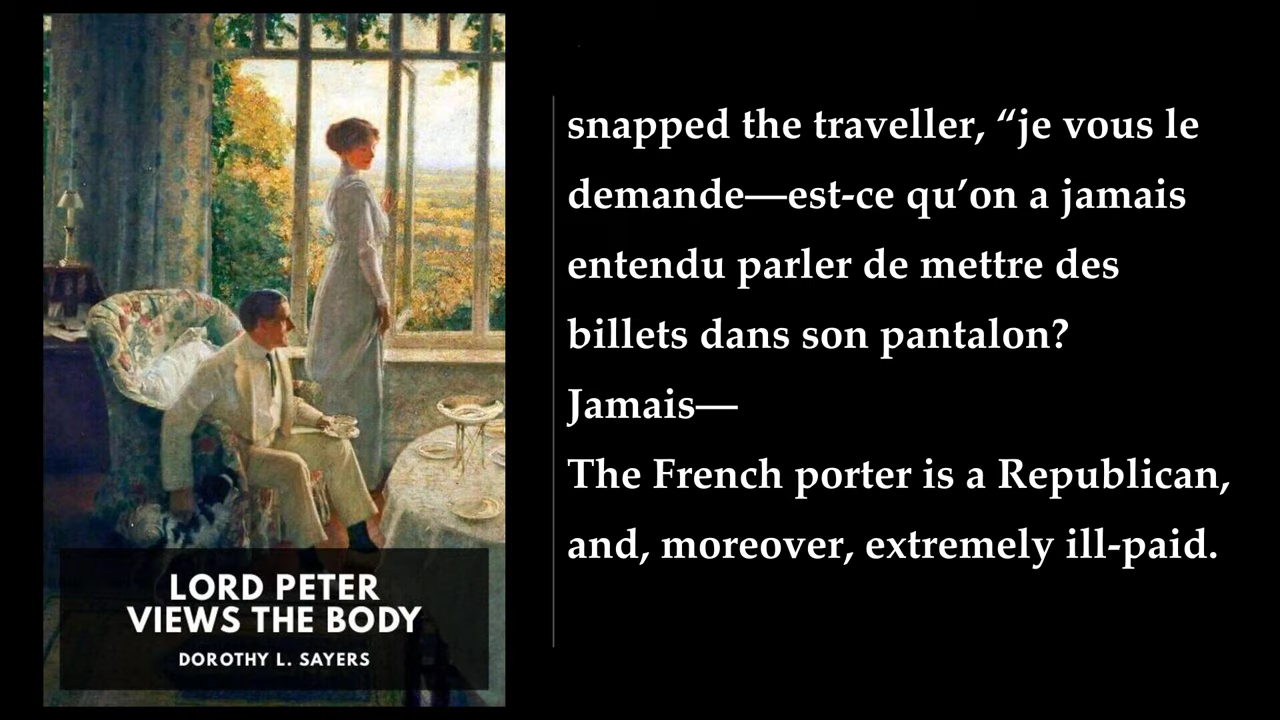 LORD PETER
VIEWS THE BODY
DOROTHY L. SAYERS
snapped the traveller, “je vous le
demande—est-ce qu’on a jamais
entendu parler de mettre des
billets dans son pantalon?
Jamais—
The French porter is a Republican,
and, moreover, extremely ill-paid.